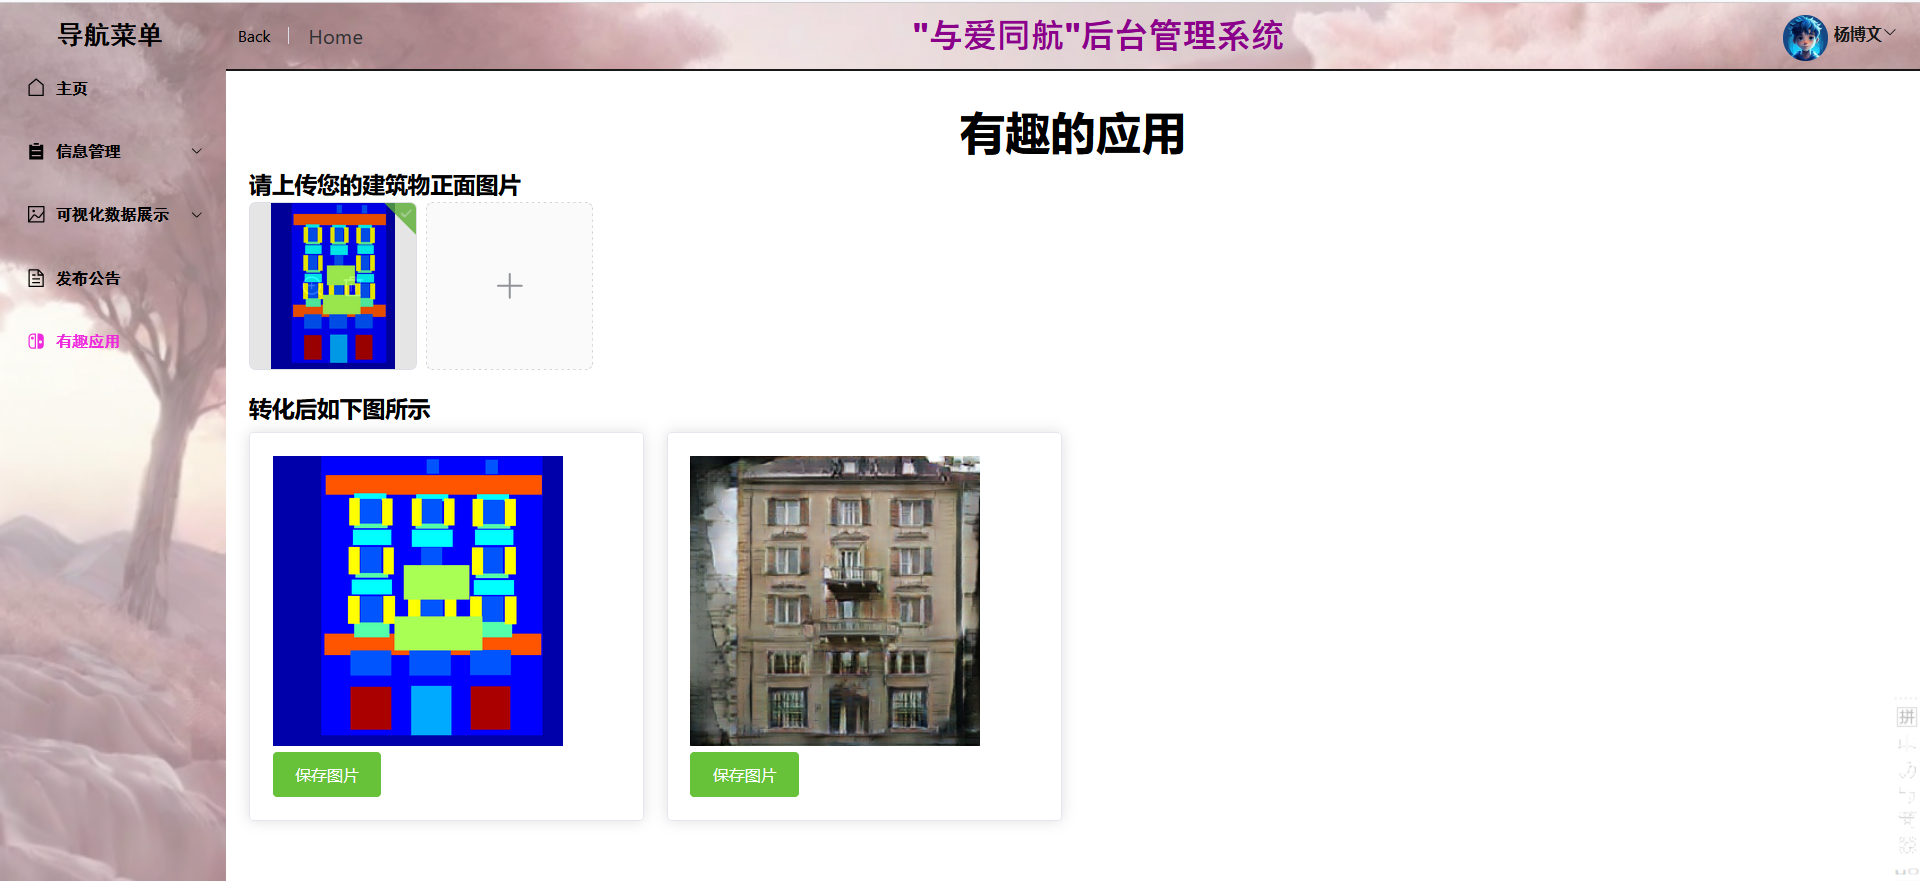 导航菜单
Back
Home
"与爱同航"后台管理系统
杨博文
主页
信息管理
可视化数据展示
发布公告
有趣应用
有趣的应用
请上传您的建筑物正面图片
转化后如下图所示
保存图片
保存图片
拼